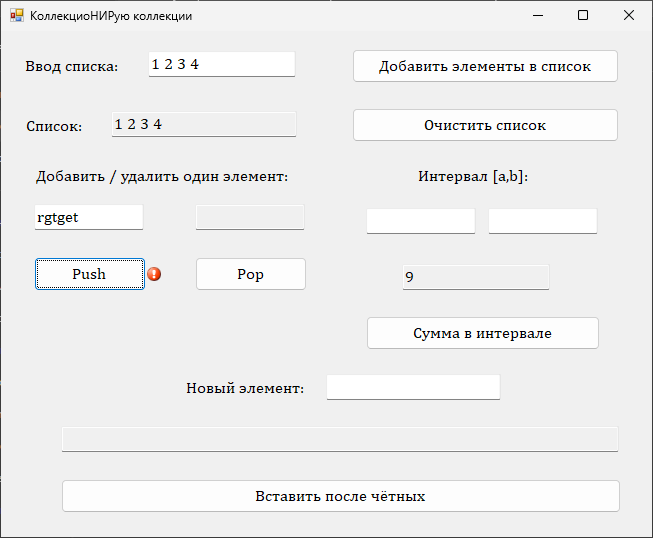 КоллекциоНИРую коллекции
Ввод списка: 1 2 3 4 Добавить элементы в список
Список: 1 2 3 4 Очистить список
Добавить / удалить один элемент: Интервал [a,b]:
rgtget
Push Pop 9
Сумма в интервале
Новый элемент:
Вставить после чётных